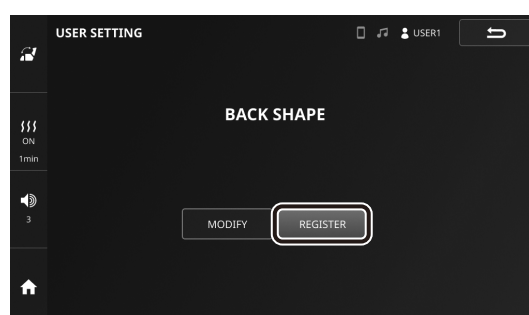 USER SETTING
USER1
ON
1min
3
BACK SHAPE
MODIFY
REGISTER